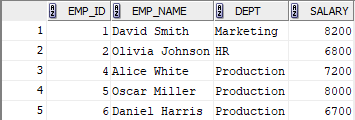 EMP_ID EMP_NAME DEPT SALARY
1 1 David Smith Marketing 8200
2 2 Olivia Johnson HR 6800
3 4 Alice White Production 7200
4 5 Oscar Miller Production 8000
5 6 Daniel Harris Production 6700